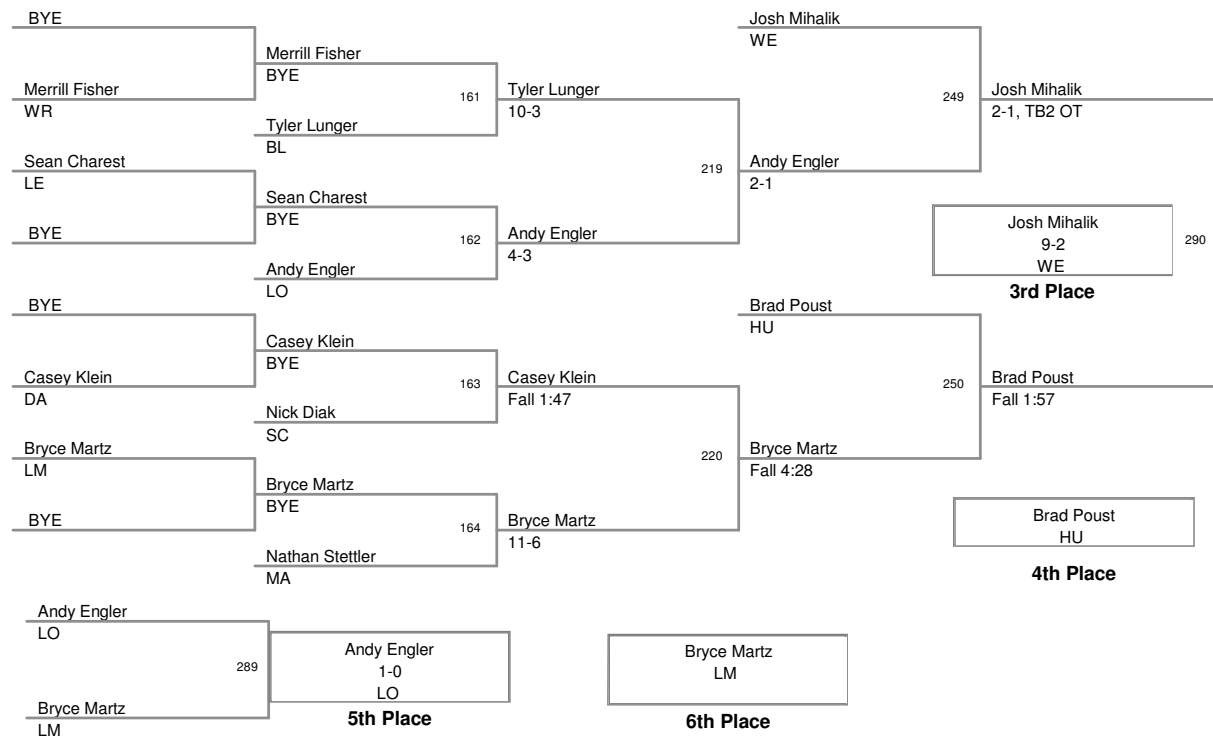 BYE
Merrill Fisher
WR
Sean Charest
LE
BYE
BYE
Casey Klein
DA
Bryce Martz
LM
BYE
Merrill Fisher
BYE
161
Tyler Lunger
BL
Sean Charest
BYE
162
Andy Engler
LO
Casey Klein
BYE
163
Nick Diak
SC
Bryce Martz
BYE
164
Nathan Stettler
MA
Tyler Lunger
10-3
219
Andy Engler
4-3
Casey Klein
Fall 1:47
220
Bryce Martz
11-6
Josh Mihalik
WE
249
Andy Engler
2-1
Brad Poust
HU
250
Bryce Martz
Fall 4:28
Josh Mihalik
2-1, TB2 OT
Josh Mihalik
9-2
WE
290
3rd Place
Brad Poust
Fall 1:57
Brad Poust
HU
4th Place
Andy Engler
LO
289
Bryce Martz
LM
Andy Engler
1-0
LO
5th Place
Bryce Martz
LM
6th Place